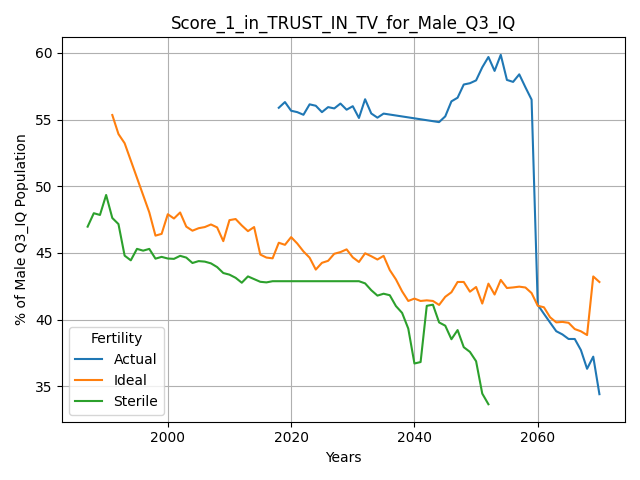 Score_1_in_TRUST_IN_TV_for_Male_Q3_IQ
% of Male Q3_IQ Population
60
55
50
45
40
35
Fertility
Actual
Ideal
Sterile
2000
2020
2040
2060
Years